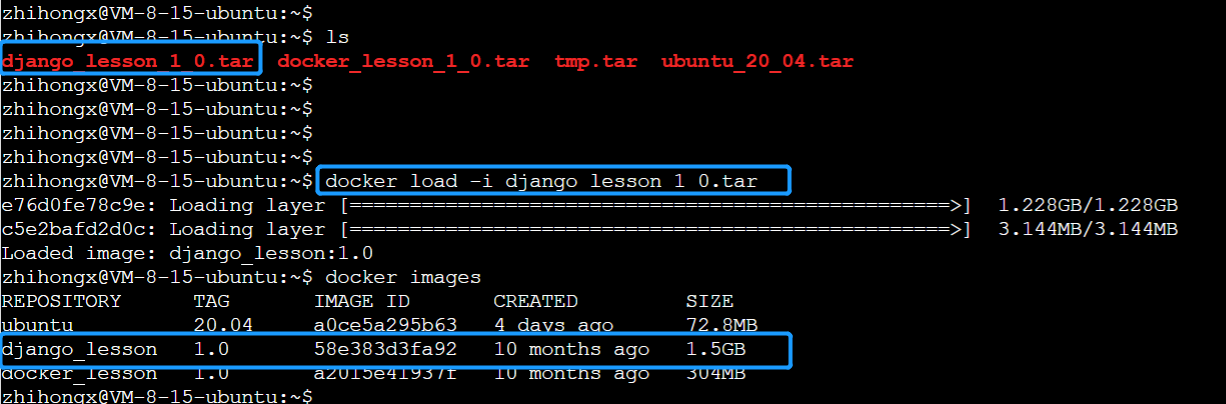 zhihongx@VM-8-15-ubuntu:~$
zhihongx@VM-8-15-ubuntu:~$ ls
django_lesson_1_0.tar  docker_lesson_1_0.tar  tmp.tar  ubuntu_20_04.tar
zhihongx@VM-8-15-ubuntu:~$
zhihongx@VM-8-15-ubuntu:~$
zhihongx@VM-8-15-ubuntu:~$
zhihongx@VM-8-15-ubuntu:~$
zhihongx@VM-8-15-ubuntu:~$ docker load -i django_lesson_1_0.tar
e76d0fe78c9e: Loading layer [==================================================>]  1.228GB/1.228GB
c5e2bafd2d0c: Loading layer [==================================================>]  3.144MB/3.144MB
Loaded image: django_lesson:1.0
zhihongx@VM-8-15-ubuntu:~$ docker images
REPOSITORY      TAG       IMAGE ID       CREATED         SIZE
ubuntu          20.04     a0ce5a295b63   4 days ago      72.8MB
django_lesson   1.0       58e383d3fa92   10 months ago   1.5GB
docker_lesson   1.0       a2015e41937f   10 months ago   304MB
zhihongx@VM-8-15-ubuntu:~$